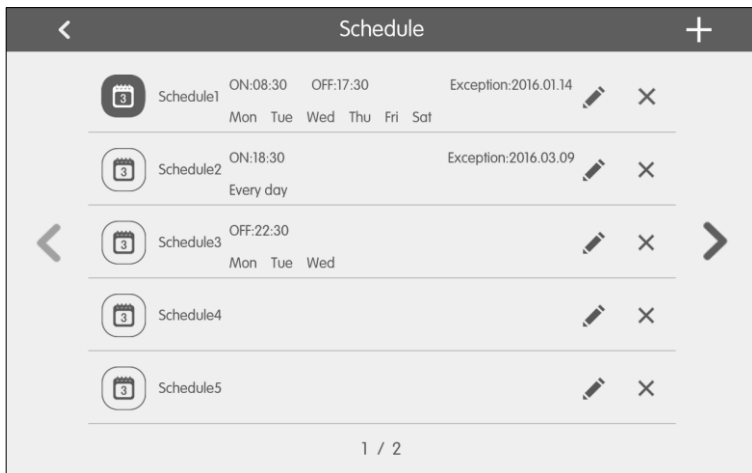 Schedule
Schedule1 ON:08:30 OFF:17:30 Exception:2016.01.14
Mon Tue Wed Thu Fri Sat
Schedule2 ON:18:30 Exception:2016.03.09
Every day
Schedule3 OFF:22:30
Mon Tue Wed
3 Schedule4
3 Schedule5
1 / 2